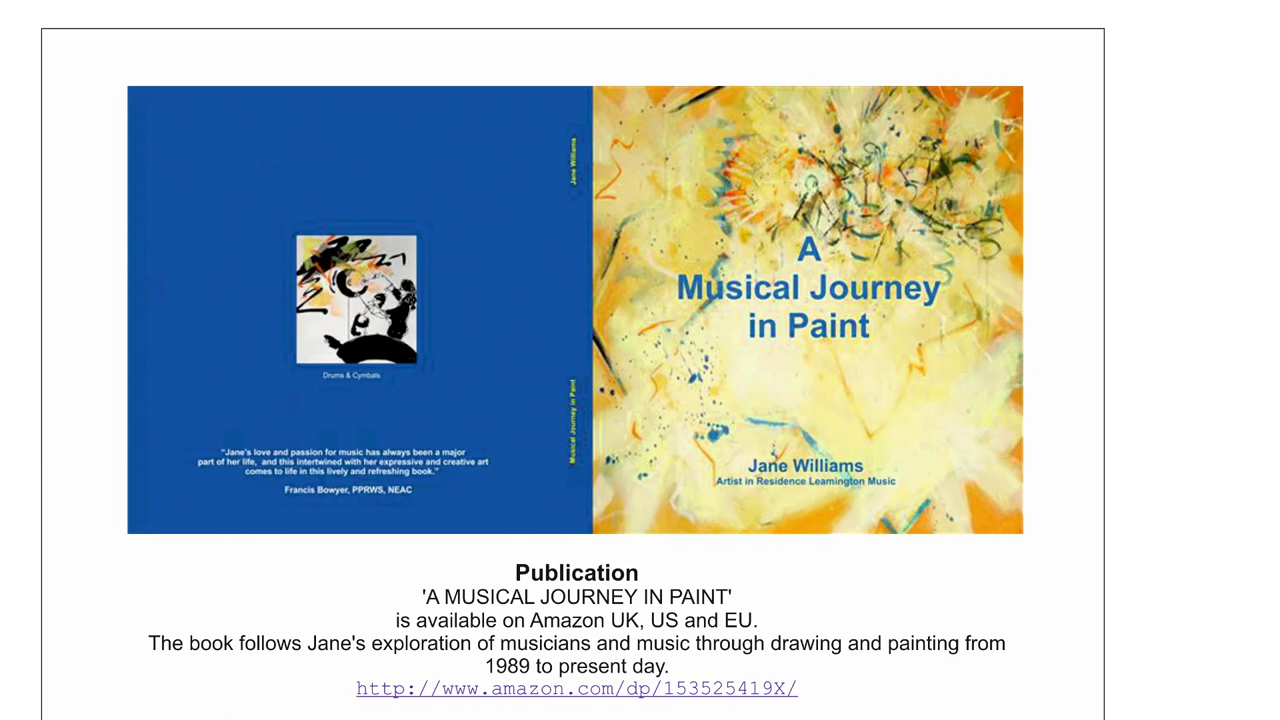 Jane Williams
Musical Journey in Paint
Drums & Cymbals
"Jane's love and passion for music has always been a major
part of her life, and this intertwined with her expressive and creative art
comes to life in this lively and refreshing book."
Francis Bowyer, PPRWS, NEAC
A
Musical Journey
in Paint
Jane Williams
Artist in Residence Leamington Music
Publication
'A MUSICAL JOURNEY IN PAINT'
is available on Amazon UK, US and EU.
The book follows Jane's exploration of musicians and music through drawing and painting from
1989 to present day.
http://www.amazon.com/dp/153525419X/